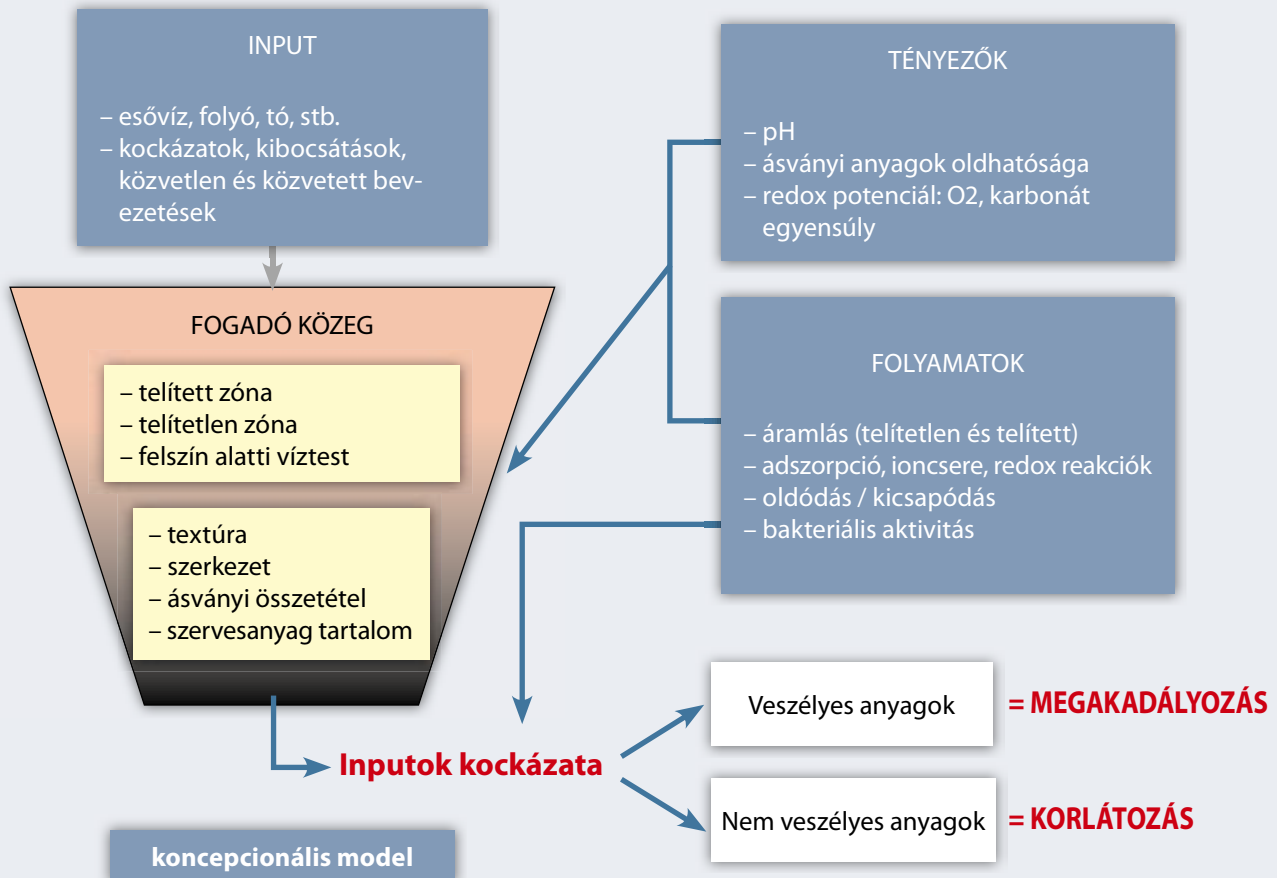 INPUT
– esővíz, folyó, tó, stb.
– kockázatok, kibocsátások,
közvetlen és közvetett bev-
ezetések
TÉNYEZŐK
– pH
– ásványi anyagok oldhatósága
– redox potenciál: O2, karbonát
egyensúly
FOGADÓ KÖZEG
– telített zóna
– telítetlen zóna
– felszín alatti víztest
– textúra
– szerkezet
– ásványi összetétel
– szervesanyag tartalom
FOLYAMATOK
– áramlás (telítetlen és telített)
– adszorpció, ioncsere, redox reakciók
– oldódás / kicsapódás
– bakteriális aktivitás
Inputok kockázata
Veszélyes anyagok
= MEGAKADÁLYOZÁS
Nem veszélyes anyagok
= KORLÁTOZÁS
koncepcionális model